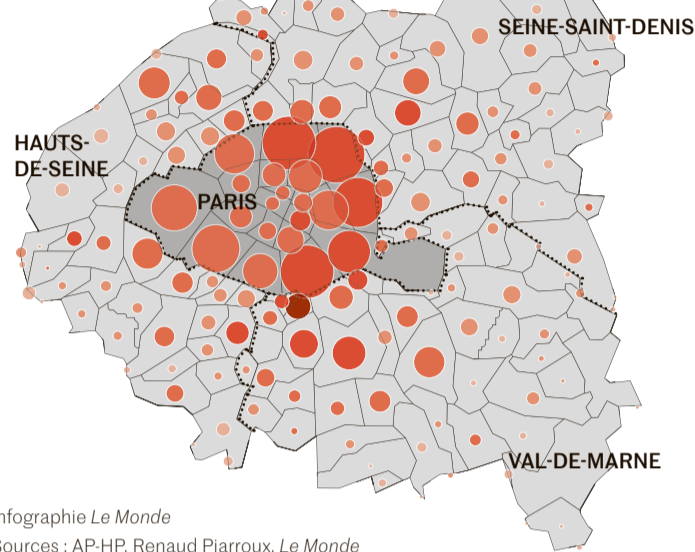 SEINE-SAINT-DENIS
HAUTS-
DE-SEINE
PARIS
VAL-DE-MARNE
nfographie Le Monde
Sources : AP-HP, Renaud Piarroux, Le Monde